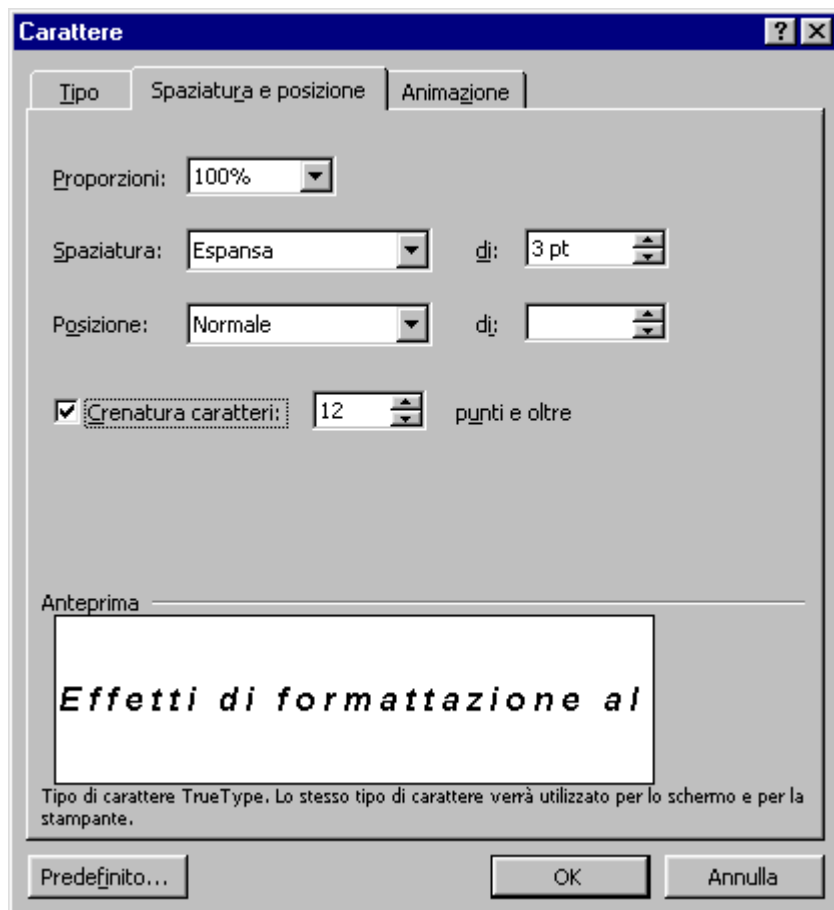 Carattere
Tipo Spaziatura e posizione Animazione
Proporzioni: 100%
Spaziatura: Espansa di: 3 pt
Posizione: Normale di:
Crenatura caratteri: 12 punti e oltre
Anteprima
Effetti di formattazione al
Tipo di carattere TrueType. Lo stesso tipo di carattere verrà utilizzato per lo schermo e per la
stampante.
Predefinito... OK Annulla